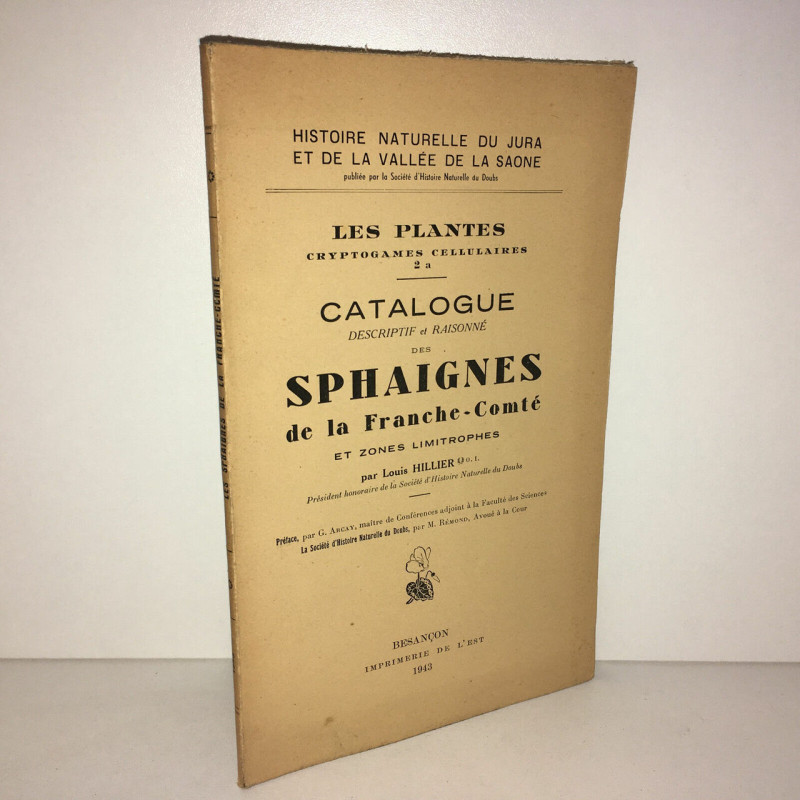 HISTOIRE NATURELLE DU JURA
ET DE LA VALLÉE DE LA SAONE
publiée par la Société d'Histoire Naturelle du Doubs
LES PLANTES
CRYPTOGAMES CELLULAIRES
2 a
CATALOGUE
DESCRIPTIF et RAISONNÉ
DES
SPHAIGNES
de la Franche-Comté
ET ZONES LIMITROPHES
par Louis HILLIER O. I.
Président honoraire de la Société d'Histoire Naturelle du Doubs
Préface, par G. ABCAY, maître de Conférences adjoint à la Faculté des Sciences
La Société d'Histoire Naturelle du Doubs, par M. RÉMOND, Avoué à la Cour
BESANÇON
IMPRIMERIE DE L'EST
1943
LES SPHAIGNES DE LA FRANCHE-COMTÉ